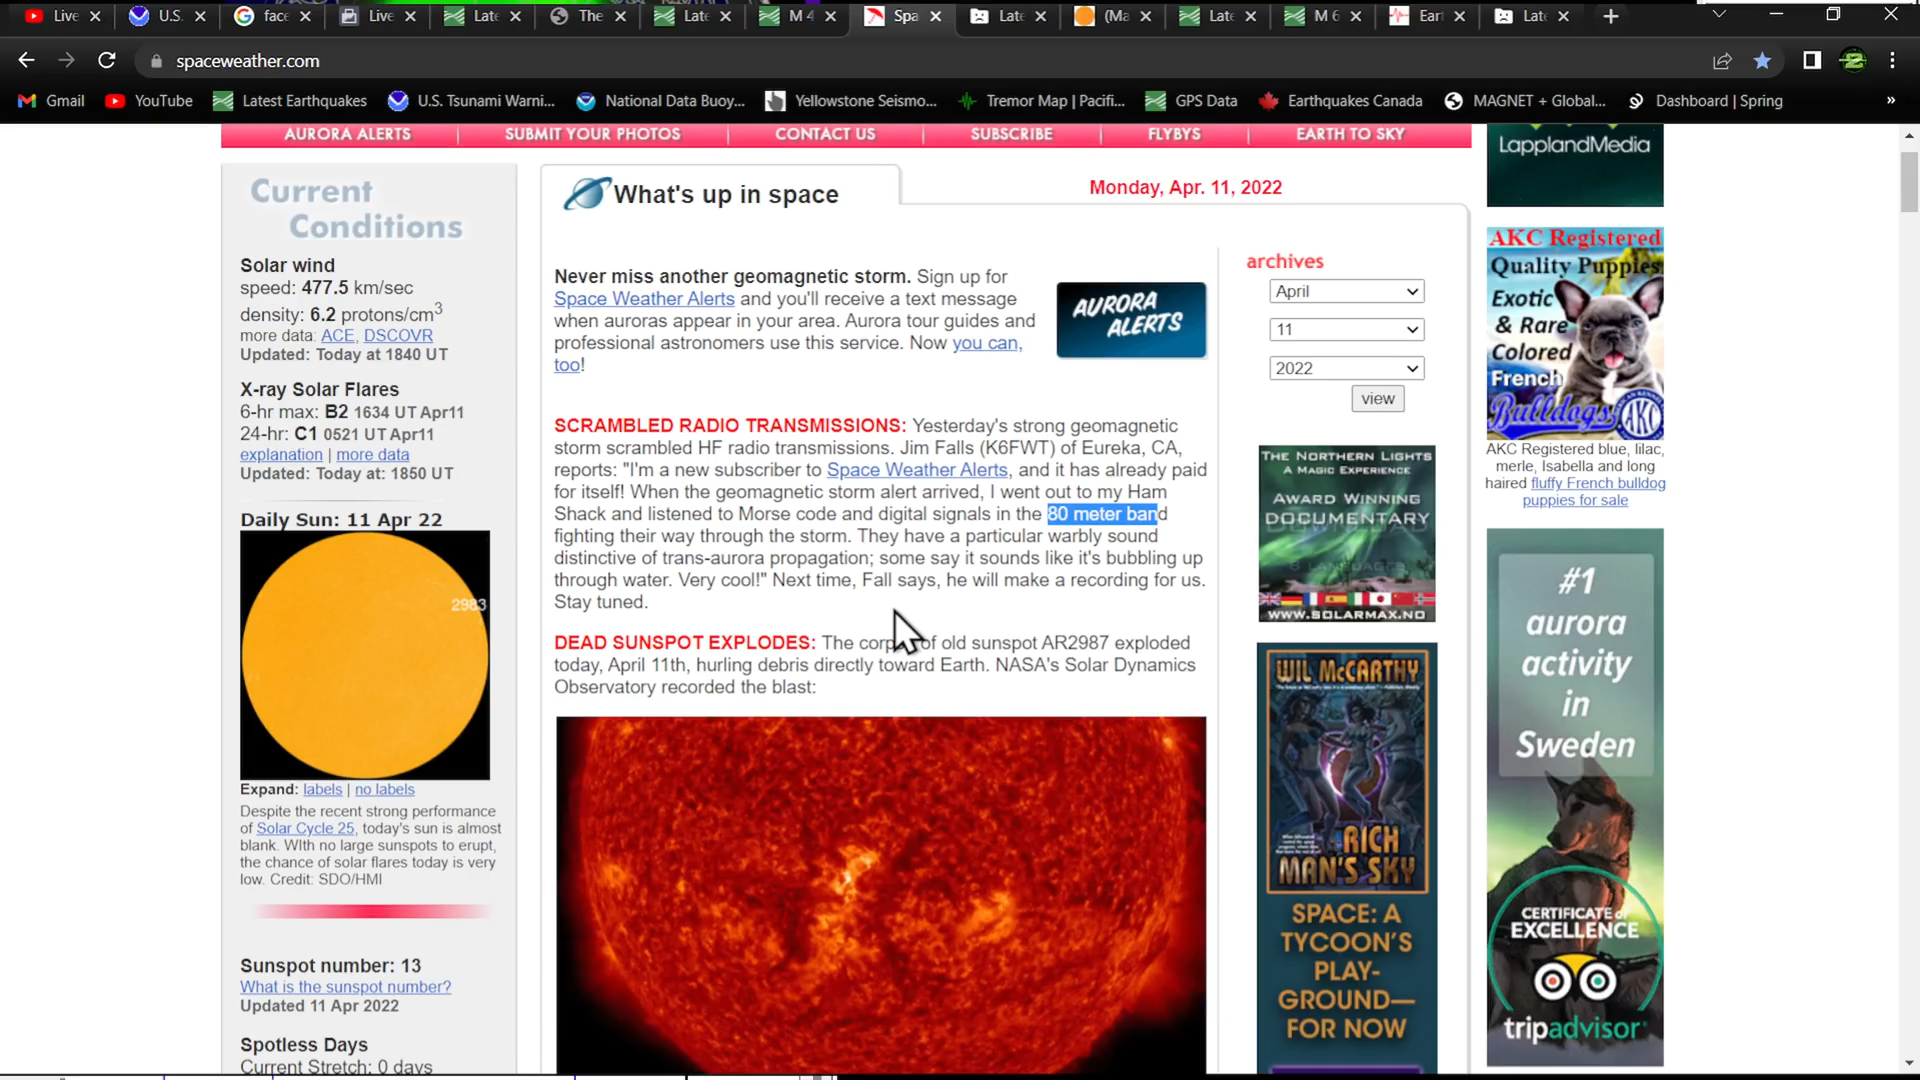 Live
U.S.
face
Live
Late
The
Late
M 4
Spa
Late
(Ma
Late
M 6
Eart
Late
spaceweather.com
Gmail
YouTube
Latest Earthquakes
U.S. Tsunami Warni...
National Data Buoy...
Yellowstone Seismo...
Tremor Map | Pacifi...
GPS Data
Earthquakes Canada
MAGNET + Global...
Dashboard | Spring
»
AURORA ALERTS
SUBMIT YOUR PHOTOS
CONTACT US
SUBSCRIBE
FLYBYS
EARTH TO SKY
Current
Conditions
Solar wind
speed: 477.5 km/sec
density: 6.2 protons/cm3
more data: ACE, DSCOVR
Updated: Today at 1840 UT
X-ray Solar Flares
6-hr max: B2 1634 UT Apr11
24-hr: C1 0521 UT Apr11
explanation | more data
Updated: Today at: 1850 UT
Daily Sun: 11 Apr 22
2983
Expand: labels | no labels
Despite the recent strong performance
of Solar Cycle 25, today's sun is almost
blank. WIth no large sunspots to erupt,
the chance of solar flares today is very
low. Credit: SDO/HMI
Sunspot number: 13
What is the sunspot number?
Updated 11 Apr 2022
Spotless Days
Current Stretch: 0 days
What's up in space
Monday, Apr. 11, 2022
Never miss another geomagnetic storm. Sign up for
Space Weather Alerts and you'll receive a text message
when auroras appear in your area. Aurora tour guides and
professional astronomers use this service. Now you can,
too!
AURORA
ALERTS
SCRAMBLED RADIO TRANSMISSIONS: Yesterday's strong geomagnetic
storm scrambled HF radio transmissions. Jim Falls (K6FWT) of Eureka, CA,
reports: "I'm a new subscriber to Space Weather Alerts, and it has already paid
for itself! When the geomagnetic storm alert arrived, I went out to my Ham
Shack and listened to Morse code and digital signals in the 80 meter band
fighting their way through the storm. They have a particular warbly sound
distinctive of trans-aurora propagation; some say it sounds like it's bubbling up
through water. Very cool!" Next time, Fall says, he will make a recording for us.
Stay tuned.
DEAD SUNSPOT EXPLODES: The corp of old sunspot AR2987 exploded
today, April 11th, hurling debris directly toward Earth. NASA's Solar Dynamics
Observatory recorded the blast:
archives
April
11
2022
view
THE NORTHERN LIGHTS
A MAGIC EXPERIENCE
AWARD WINNING
DOCUMENTARY
6 LANGUAGES
WWW.SOLARMAX.NO
WIL McCARTHY
RICH
MAN'S SKY
SPACE: A
TYCOON'S
PLAY-
GROUND—
FOR NOW
LapplandMedia
AKC Registered
Quality Puppies
Exotic
& Rare
Colored
French
Bulldogs
AKC Registered blue, lilac,
merle, Isabella and long
haired fluffy French bulldog
puppies for sale
#1
aurora
activity
in
Sweden
CERTIFICATE of
EXCELLENCE
tripadvisor